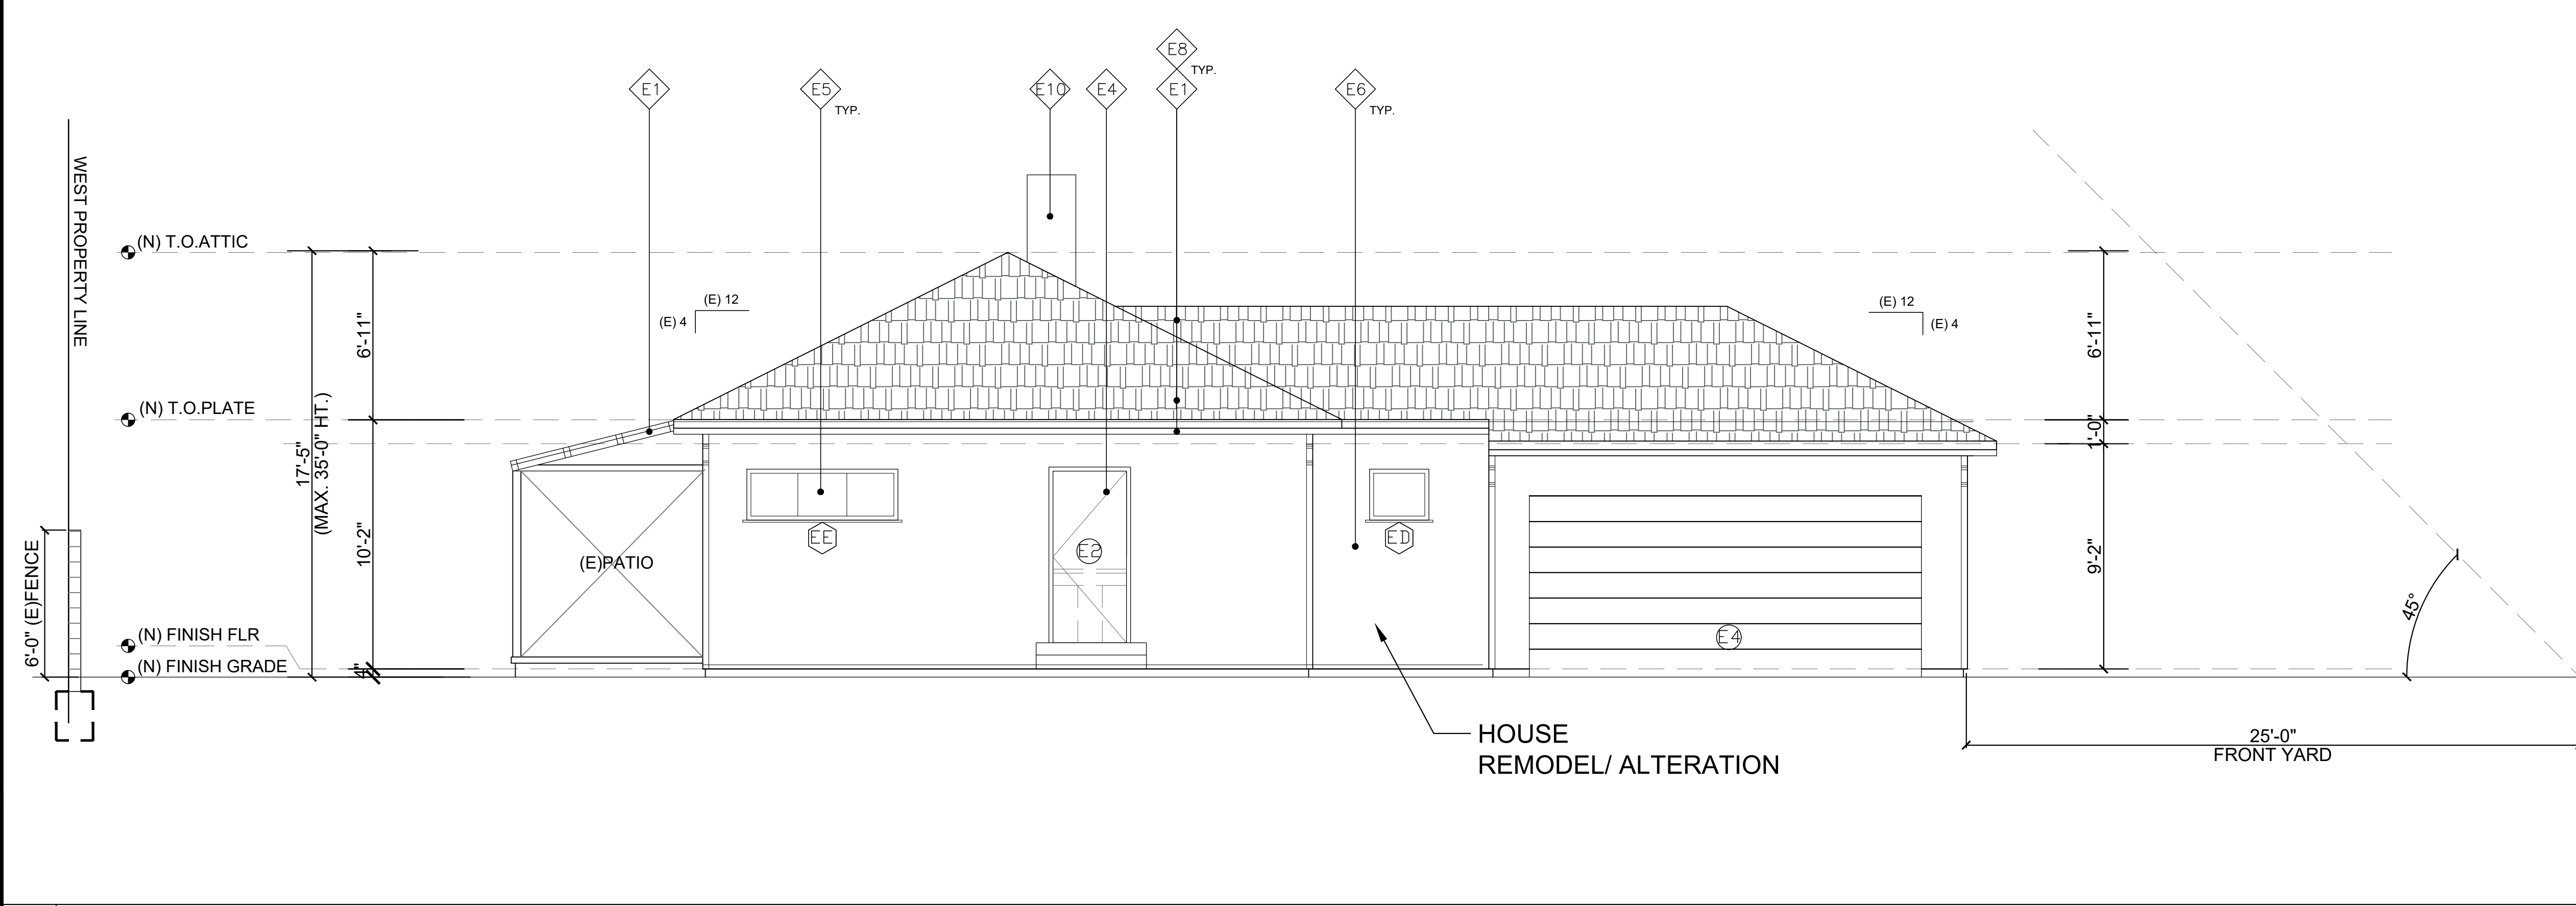 E8
TYP.
E1
E5
TYP.
E10
E4
E1
E6
TYP.
WEST PROPERTY LINE
(N) T.O.ATTIC
(E) 12
(E) 4
(E) 12
(E) 4
6'-11"
6'-11"
(N) T.O.PLATE
17'-5"
(MAX. 35'-0" HT.)
1'-0"
10'-2"
9'-2"
EE
ED
E2
(E)PATIO
6'-0" (E)FENCE
45°
(N) FINISH FLR
E4
(N) FINISH GRADE
4"
HOUSE
REMODEL/ ALTERATION
25'-0"
FRONT YARD